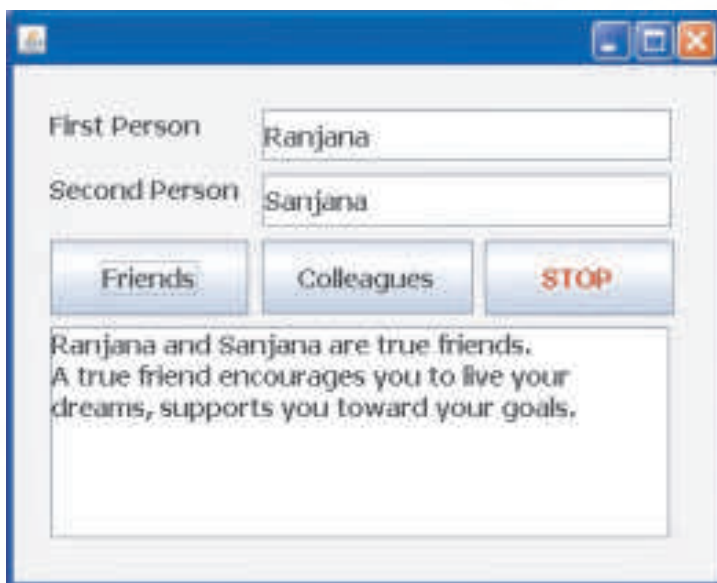 First Person
Ranjana
Second Person
Sanjana
Friends
Colleagues
STOP
Ranjana and Sanjana are true friends.
A true friend encourages you to live your
dreams, supports you toward your goals.